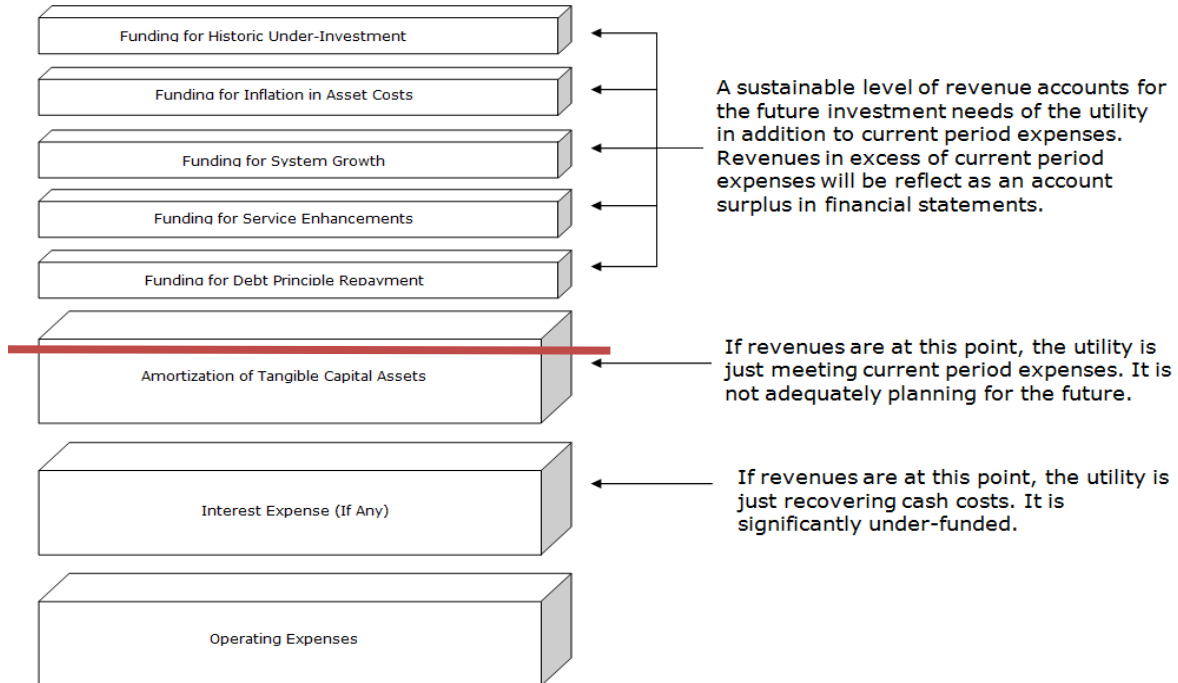 Funding for Historic Under-Investment
Funding for Inflation in Asset Costs
Funding for System Growth
Funding for Service Enhancements
Funding for Debt Principle Repayment
A sustainable level of revenue accounts for
the future investment needs of the utility
in addition to current period expenses.
Revenues in excess of current period
expenses will be reflect as an account
surplus in financial statements.
Amortization of Tangible Capital Assets
If revenues are at this point, the utility is
just meeting current period expenses. It is
not adequately planning for the future.
Interest Expense (If Any)
If revenues are at this point, the utility is
just recovering cash costs. It is
significantly under-funded.
Operating Expenses